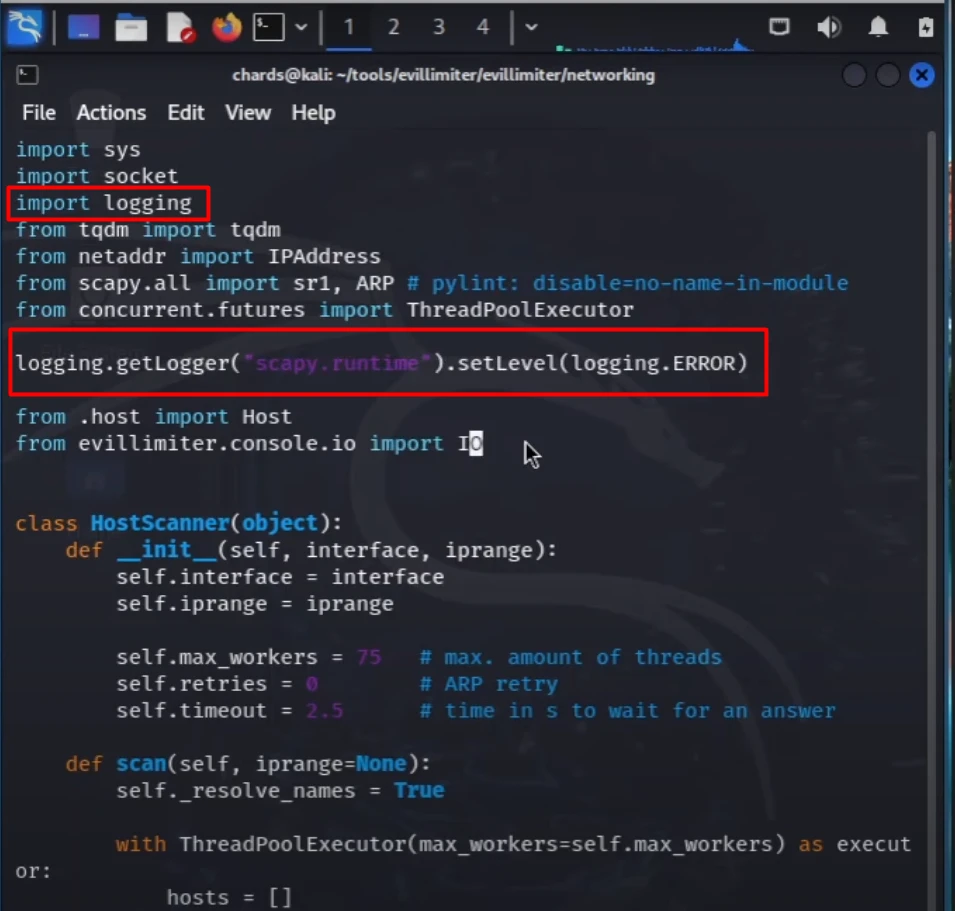 1 2 3 4
chards@kali: ~/tools/evillimiter/evillimiter/networking
File Actions Edit View Help
import sys
import socket
import logging
from tqdm import tqdm
from netaddr import IPAddress
from scapy.all import sr1, ARP # pylint: disable=no-name-in-module
from concurrent.futures import ThreadPoolExecutor
logging.getLogger("scapy.runtime").setLevel(logging.ERROR)
from .host import Host
from evillimiter.console.io import IO
class HostScanner(object):
    def __init__(self, interface, iprange):
        self.interface = interface
        self.iprange = iprange
        self.max_workers = 75   # max. amount of threads
        self.retries = 0        # ARP retry
        self.timeout = 2.5      # time in s to wait for an answer
    def scan(self, iprange=None):
        self._resolve_names = True
        with ThreadPoolExecutor(max_workers=self.max_workers) as execut
or:
            hosts = []